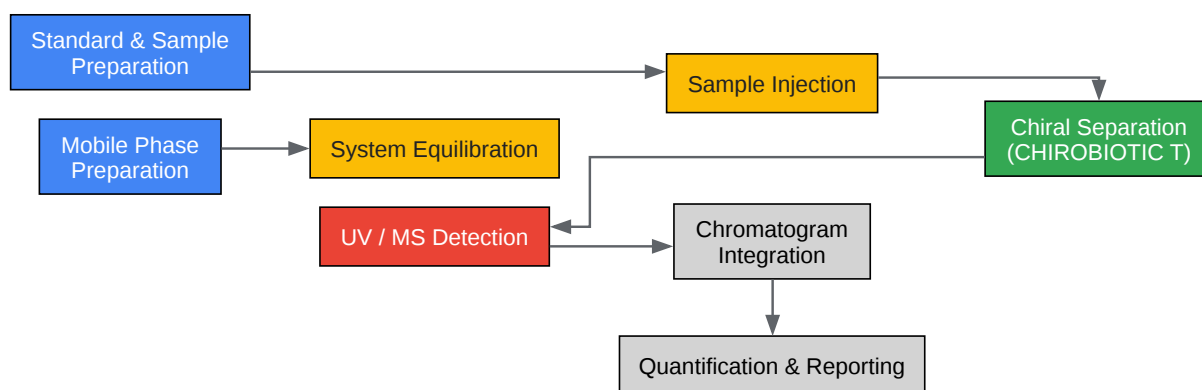 Standard & Sample
Preparation
Sample Injection
Chiral Separation
(CHIROBIOTIC T)
Mobile Phase
Preparation
System Equilibration
UV / MS Detection
Chromatogram
Integration
Quantification & Reporting